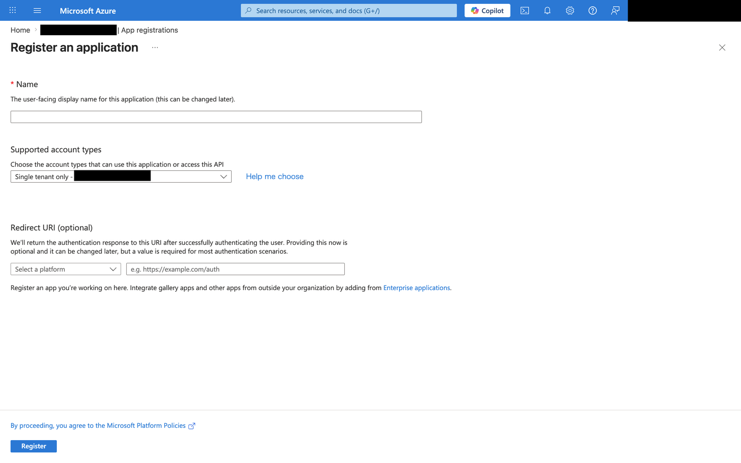 Microsoft Azure
Search resources, services, and docs (G+/)
Copilot
Home > | App registrations
Register an application ...
* Name
The user-facing display name for this application (this can be changed later).
Supported account types
Choose the account types that can use this application or access this API
Single tenant only -
Help me choose
Redirect URI (optional)
We'll return the authentication response to this URI after successfully authenticating the user. Providing this now is
optional and it can be changed later, but a value is required for most authentication scenarios.
Select a platform
e.g. https://example.com/auth
Register an app you're working on here. Integrate gallery apps and other apps from outside your organization by adding from Enterprise applications.
By proceeding, you agree to the Microsoft Platform Policies
Register